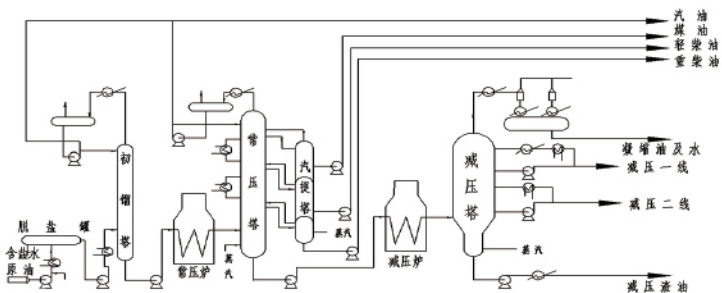 汽油
煤油
轻柴油
重柴油
初馏塔
常压塔
汽提塔
减压塔
凝缩油及水
减压一线
减压二线
脱盐罐
含盐水
原油
常压炉
蒸汽
蒸汽
减压炉
蒸汽
减压渣油